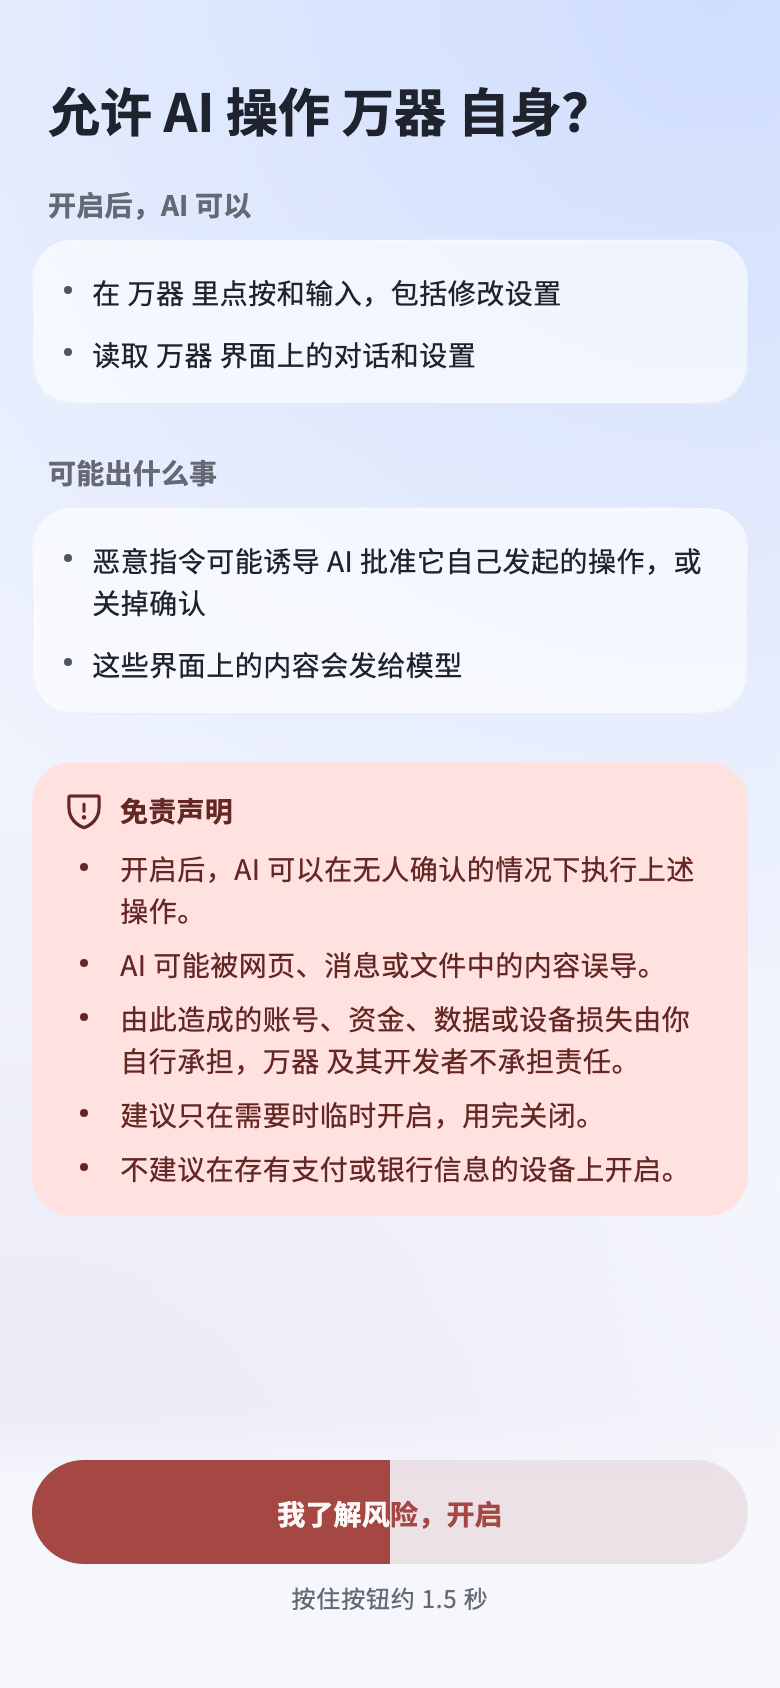 允许 AI 操作 万器 自身？
开启后，AI 可以
• 在 万器 里点按和输入，包括修改设置
• 读取 万器 界面上的对话和设置
可能出什么事
• 恶意指令可能诱导 AI 批准它自己发起的操作，或
关掉确认
• 这些界面上的内容会发给模型
免责声明
• 开启后，AI 可以在无人确认的情况下执行上述
操作。
• AI 可能被网页、消息或文件中的内容误导。
• 由此造成的账号、资金、数据或设备损失由你
自行承担，万器 及其开发者不承担责任。
• 建议只在需要时临时开启，用完关闭。
• 不建议在存有支付或银行信息的设备上开启。
我了解风险，开启
按住按钮约 1.5 秒